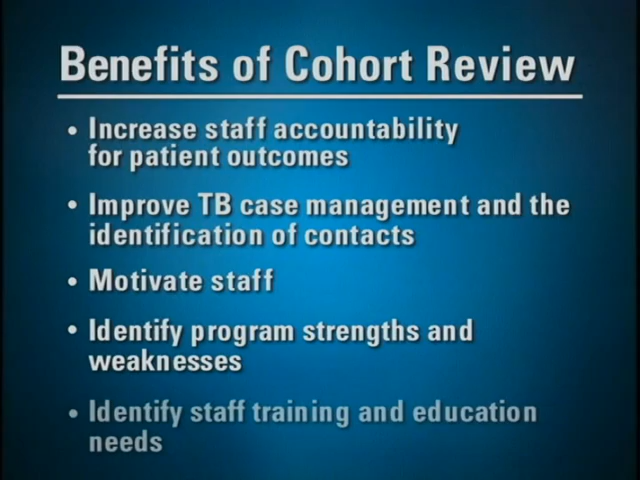 Benefits of Cohort Review
• Increase staff accountability
for patient outcomes
• Improve TB case management and the
identification of contacts
• Motivate staff
• Identify program strengths and
weaknesses
• Identify staff training and education
needs